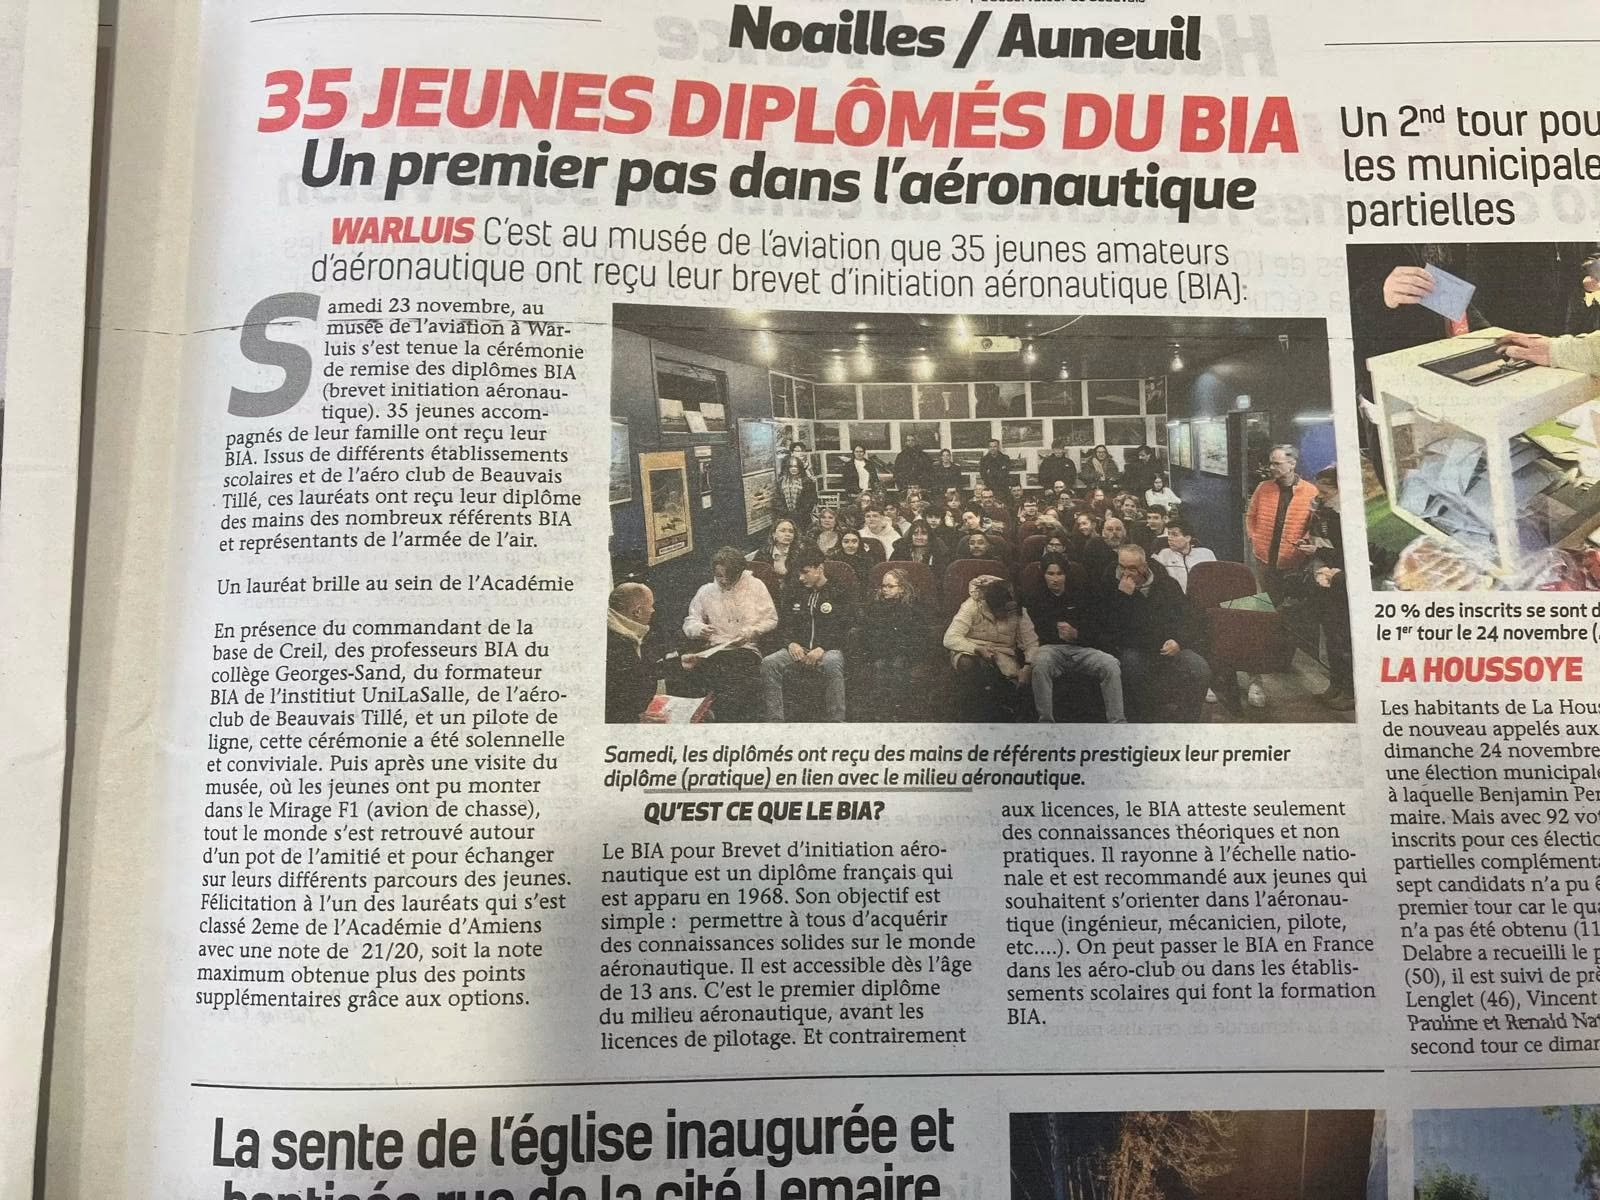 Noailles / Auneuil
35 JEUNES DIPLÔMÉS DU BIA
Un premier pas dans l'aéronautique
WARLUIS C'est au musée de l'aviation que 35 jeunes amateurs
d'aéronautique ont reçu leur brevet d'initiation aéronautique (BIA):
Samedi 23 novembre, au
musée de l'aviation à War-
luis s'est tenue la cérémonie
de remise des diplômes BIA
(brevet initiation aéronau-
tique). 35 jeunes accom-
pagnés de leur famille ont reçu leur
BIA. Issus de différents établissements
scolaires et de l'aéro club de Beauvais
Tillé, ces lauréats ont reçu leur diplôme
des mains des nombreux référents BIA
et représentants de l'armée de l'air.
Un lauréat brille au sein de l'Académie
En présence du commandant de la
base de Creil, des professeurs BIA du
collège Georges-Sand, du formateur
BIA de l'institiut UniLaSalle, de l'aéro-
club de Beauvais Tillé, et un pilote de
ligne, cette cérémonie a été solennelle
et conviviale. Puis après une visite du
musée, où les jeunes ont pu monter
dans le Mirage F1 (avion de chasse),
tout le monde s'est retrouvé autour
d'un pot de l'amitié et pour échanger
sur leurs différents parcours des jeunes.
Félicitation à l'un des lauréats qui s'est
classé 2eme de l'Académie d'Amiens
avec une note de 21/20, soit la note
maximum obtenue plus des points
supplémentaires grâce aux options.
Samedi, les diplômés ont reçu des mains de référents prestigieux leur premier
diplôme (pratique) en lien avec le milieu aéronautique.
QU'EST CE QUE LE BIA?
Le BIA pour Brevet d'initiation aéro-
nautique est un diplôme français qui
est apparu en 1968. Son objectif est
simple : permettre à tous d'acquérir
des connaissances solides sur le monde
aéronautique. Il est accessible dès l'âge
de 13 ans. C'est le premier diplôme
du milieu aéronautique, avant les
licences de pilotage. Et contrairement
aux licences, le BIA atteste seulement
des connaissances théoriques et non
pratiques. Il rayonne à l'échelle natio-
nale et est recommandé aux jeunes qui
souhaitent s'orienter dans l'aéronau-
tique (ingénieur, mécanicien, pilote,
etc....). On peut passer le BIA en France
dans les aéro-club ou dans les établis-
sements scolaires qui font la formation
BIA.
Un 2nd tour pou
les municipale
partielles
20 % des inscrits se sont d
le 1er tour le 24 novembre (
LA HOUSSOYE
Les habitants de La Hous
de nouveau appelés aux
dimanche 24 novembre
une élection municipale
à laquelle Benjamin Per
maire. Mais avec 92 vot
inscrits pour ces électio
partielles complémenta
sept candidats n'a pu ê
premier tour car le qua
n'a pas été obtenu (11
Delabre a recueilli le p
(50), il est suivi de prè
Lenglet (46), Vincent
Pauline et Renald Nat
second tour ce diman
La sente de l'église inaugurée et
baptisée rue de la cité Lemaire